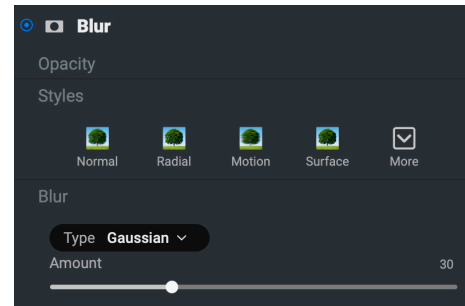 Blur
Opacity
Styles
Normal Radial Motion Surface More
Blur
Type Gaussian
Amount 30